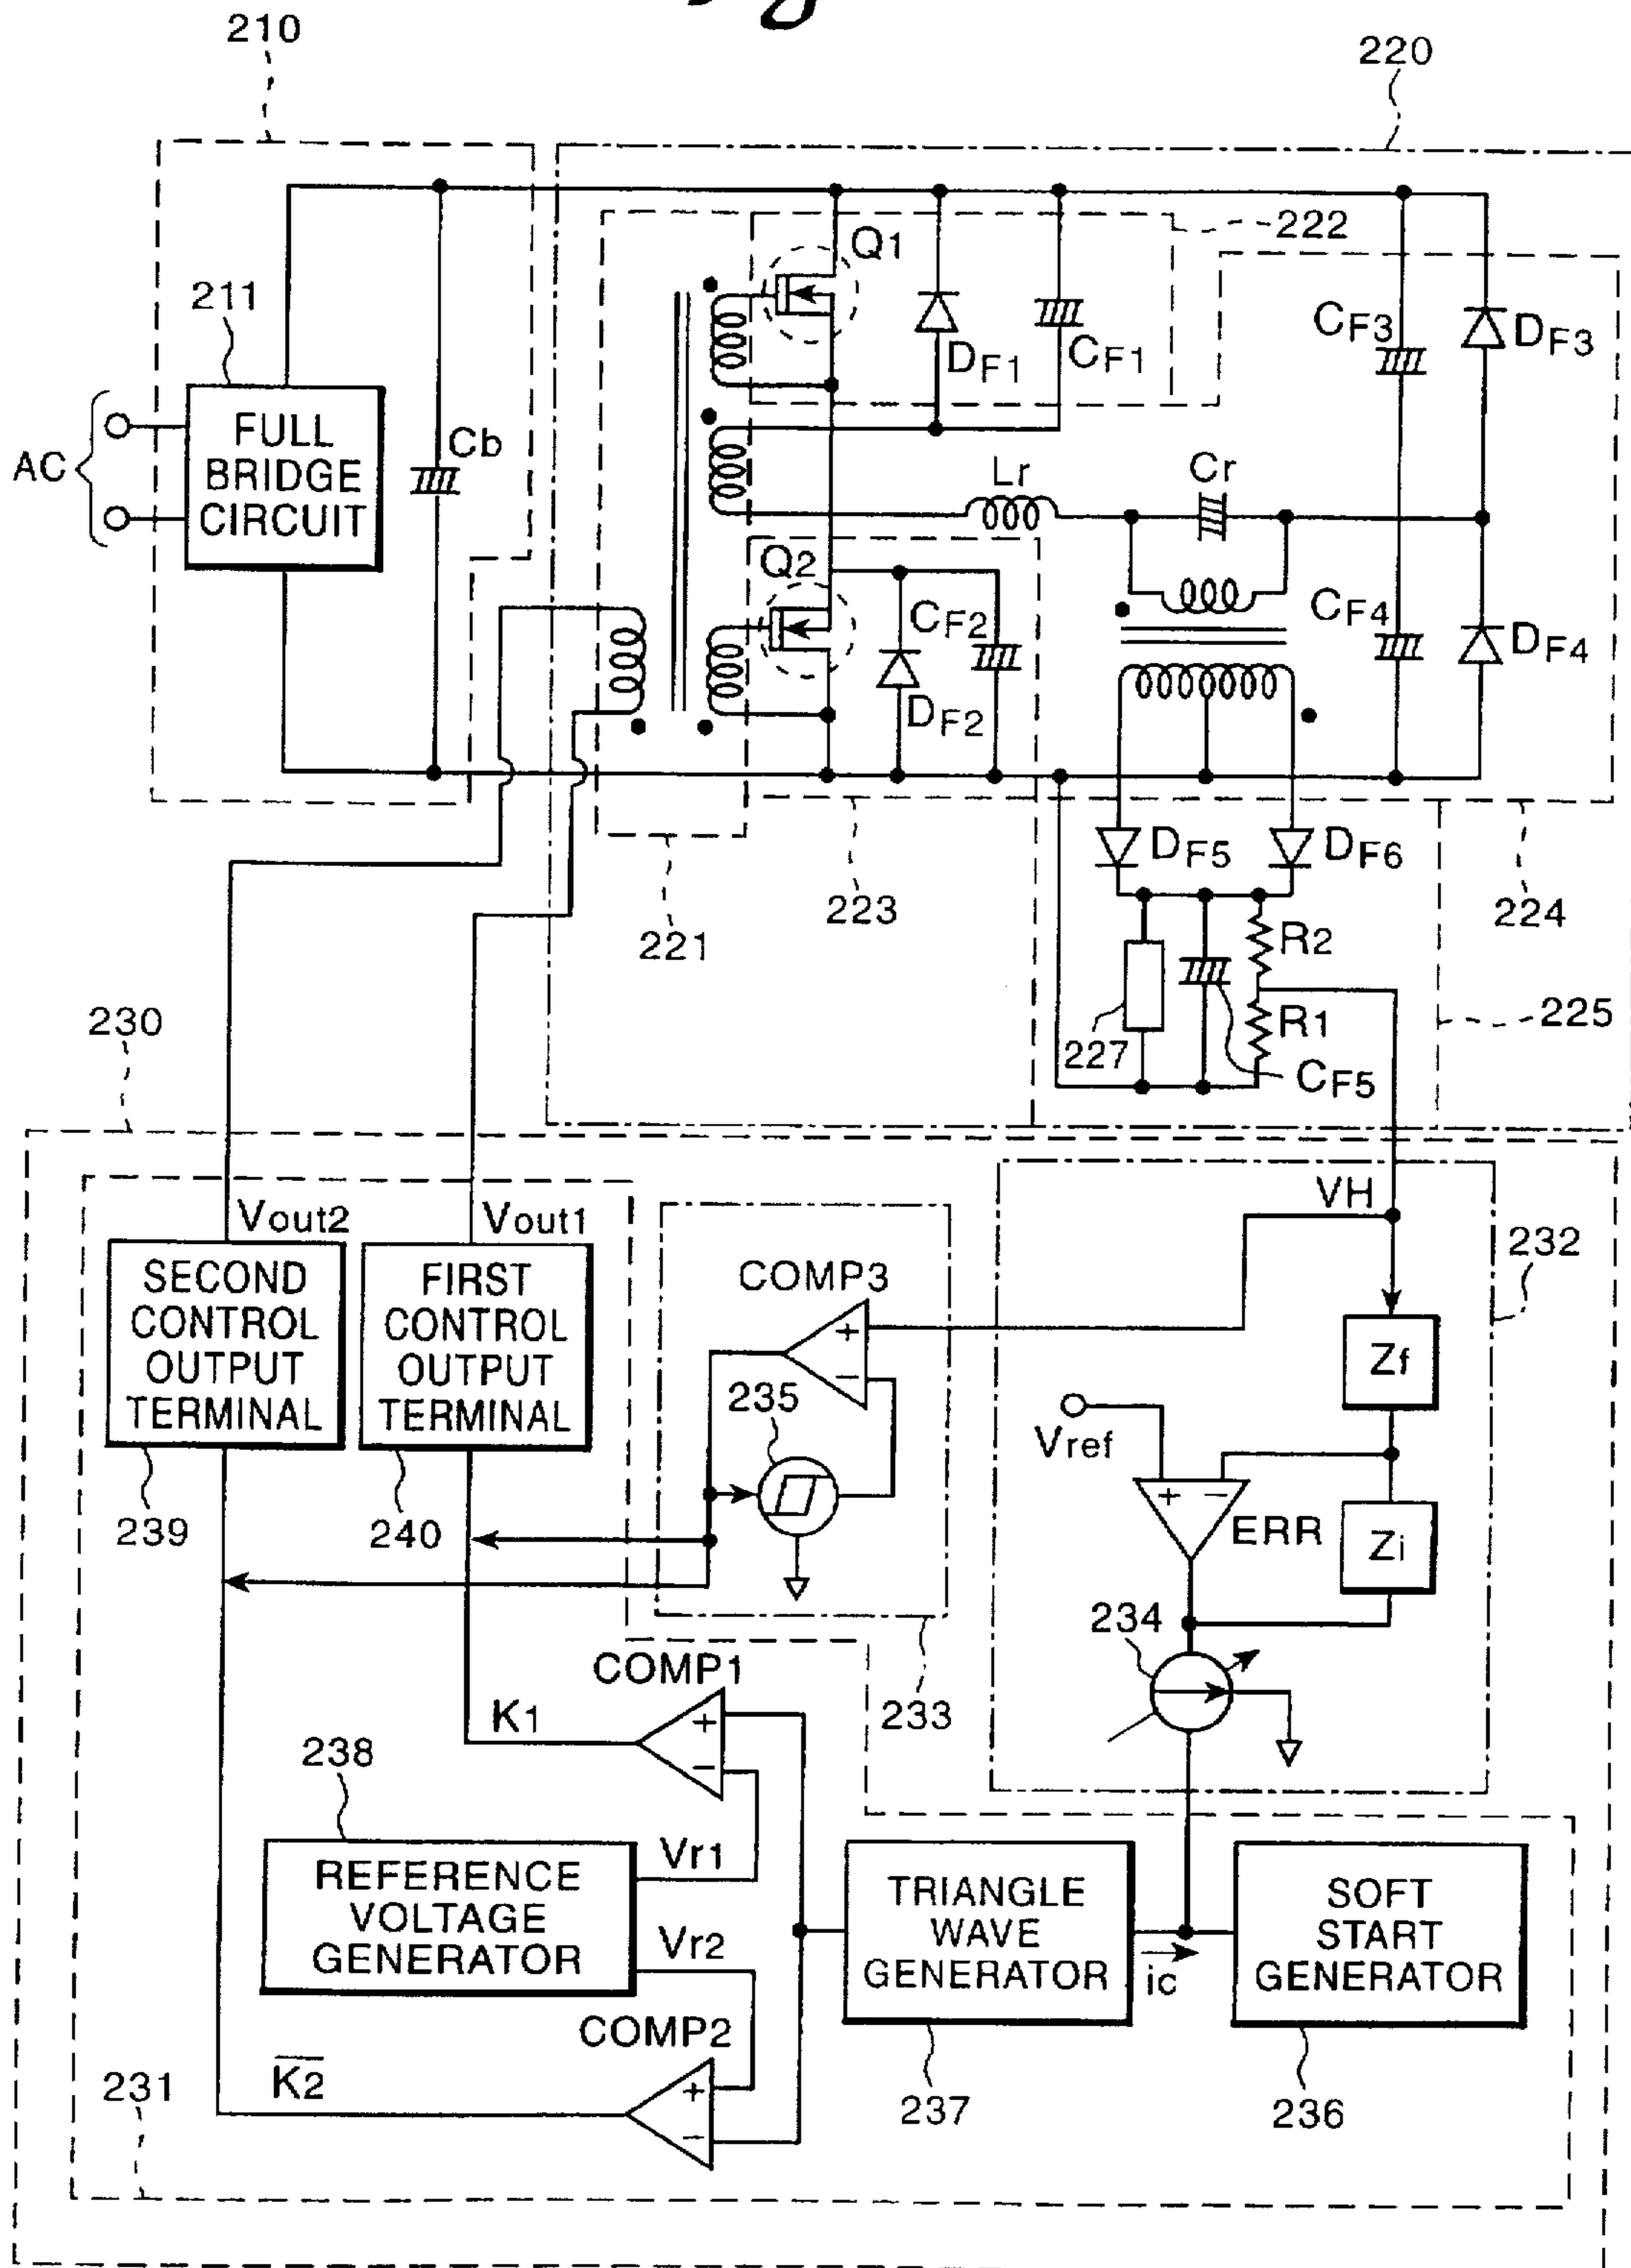 210
220
222
Q1
211
DF1
CF1
CF3
DF3
AC
FULL
BRIDGE
CIRCUIT
Cb
Lr
Cr
Q2
CF2
DF2
CF4
DF4
221
223
DF5
DF6
224
R2
R1
225
227
CF5
230
Vout2
Vout1
VH
232
SECOND
CONTROL
OUTPUT
TERMINAL
FIRST
CONTROL
OUTPUT
TERMINAL
COMP3
+
−
235
Zf
Vref
+ −
ERR
Zi
239
240
234
233
COMP1
K1
+
−
238
REFERENCE
VOLTAGE
GENERATOR
Vr1
Vr2
TRIANGLE
WAVE
GENERATOR
ic
SOFT
START
GENERATOR
COMP2
K̅2̅
+
−
231
237
236